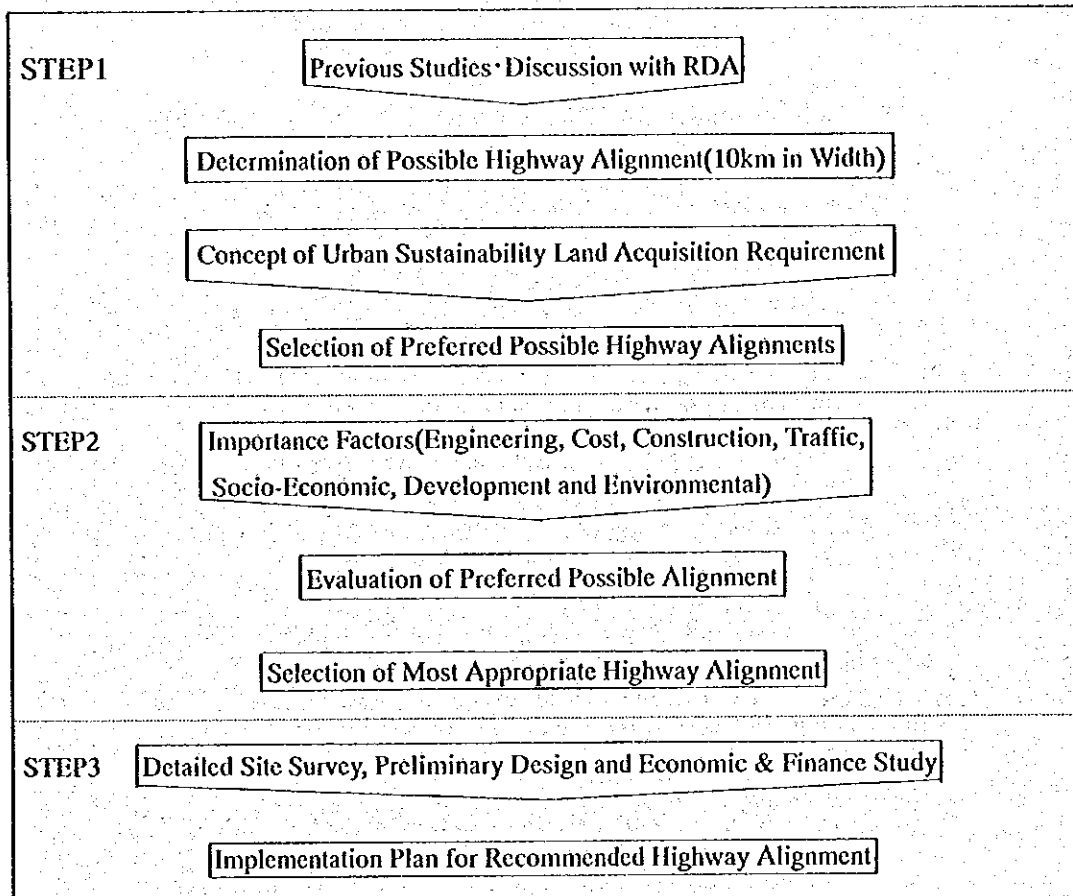 STEP1
Previous Studies·Discussion with RDA
Determination of Possible Highway Alignment(10km in Width)
Concept of Urban Sustainability Land Acquisition Requirement
Selection of Preferred Possible Highway Alignments
STEP2
Importance Factors(Engineering, Cost, Construction, Traffic,
Socio-Economic, Development and Environmental)
Evaluation of Preferred Possible Alignment
Selection of Most Appropriate Highway Alignment
STEP3
Detailed Site Survey, Preliminary Design and Economic & Finance Study
Implementation Plan for Recommended Highway Alignment